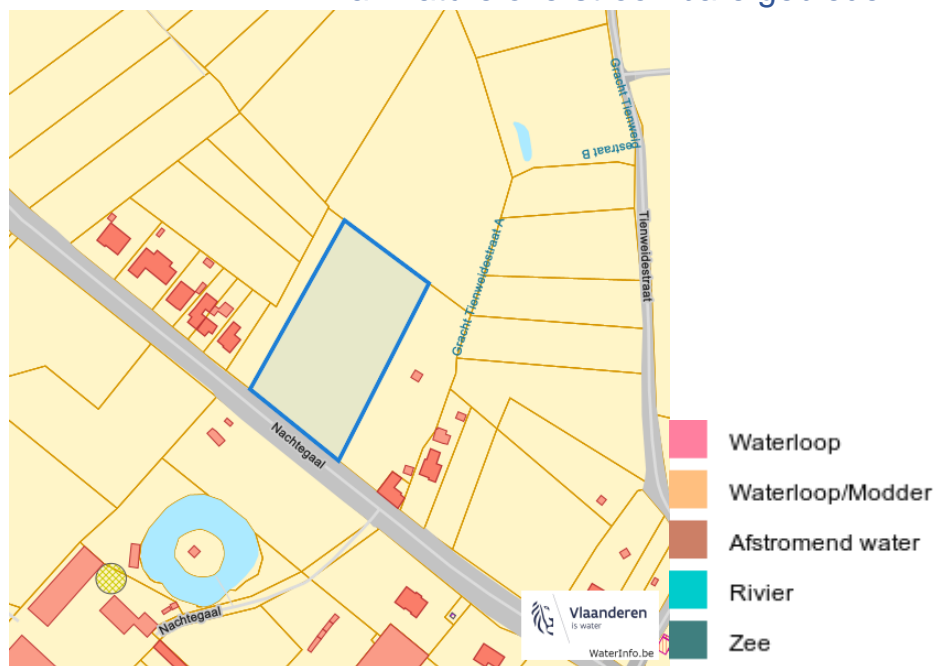 Gracht Tienweid
estraat B
Gracht Tienweidestraat A
Tienweidestraat
Nachtegaal
Nachtegaal
Waterloop
Waterloop/Modder
Afstromend water
Rivier
Zee
Vlaanderen
is water
WaterInfo.be